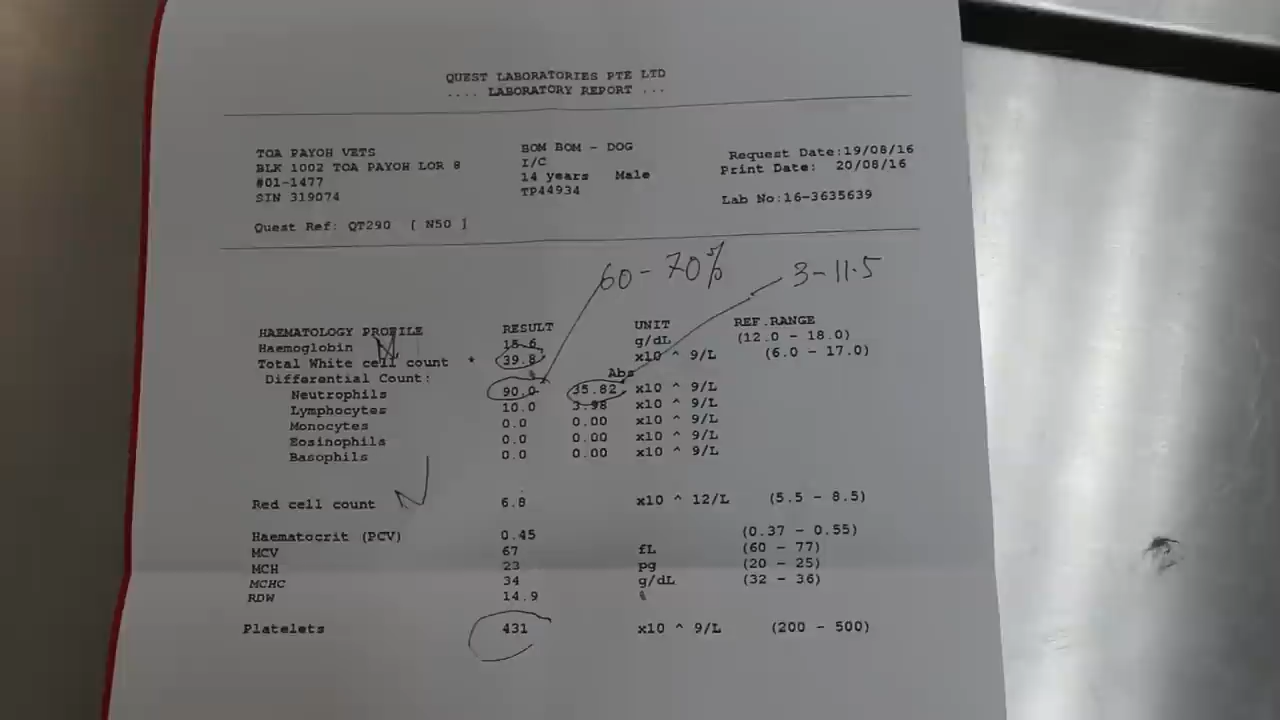 QUEST LABORATORIES PTE LTD
.... LABORATORY REPORT ...
TOA PAYOH VETS
BLK 1002 TOA PAYOH LOR 8
#01-1477
SIN 319074
Quest Ref: QT290 [ N50 ]
BOM BOM - DOG
I/C
14 years Male
TP44934
Request Date:19/08/16
Print Date: 20/08/16
Lab No:16-3635639
60-70% 3-11.5
HAEMATOLOGY PROFILE RESULT UNIT REF.RANGE
Haemoglobin N 15.6 g/dL (12.0 - 18.0)
Total White cell count * 39.8 x10 ^ 9/L (6.0 - 17.0)
Differential Count: % Abs
Neutrophils 90.0 35.82 x10 ^ 9/L
Lymphocytes 10.0 3.98 x10 ^ 9/L
Monocytes 0.0 0.00 x10 ^ 9/L
Eosinophils 0.0 0.00 x10 ^ 9/L
Basophils 0.0 0.00 x10 ^ 9/L
Red cell count N 6.8 x10 ^ 12/L (5.5 - 8.5)
Haematocrit (PCV) 0.45 (0.37 - 0.55)
MCV 67 fL (60 - 77)
MCH 23 pg (20 - 25)
MCHC 34 g/dL (32 - 36)
RDW 14.9 %
Platelets 431 x10 ^ 9/L (200 - 500)